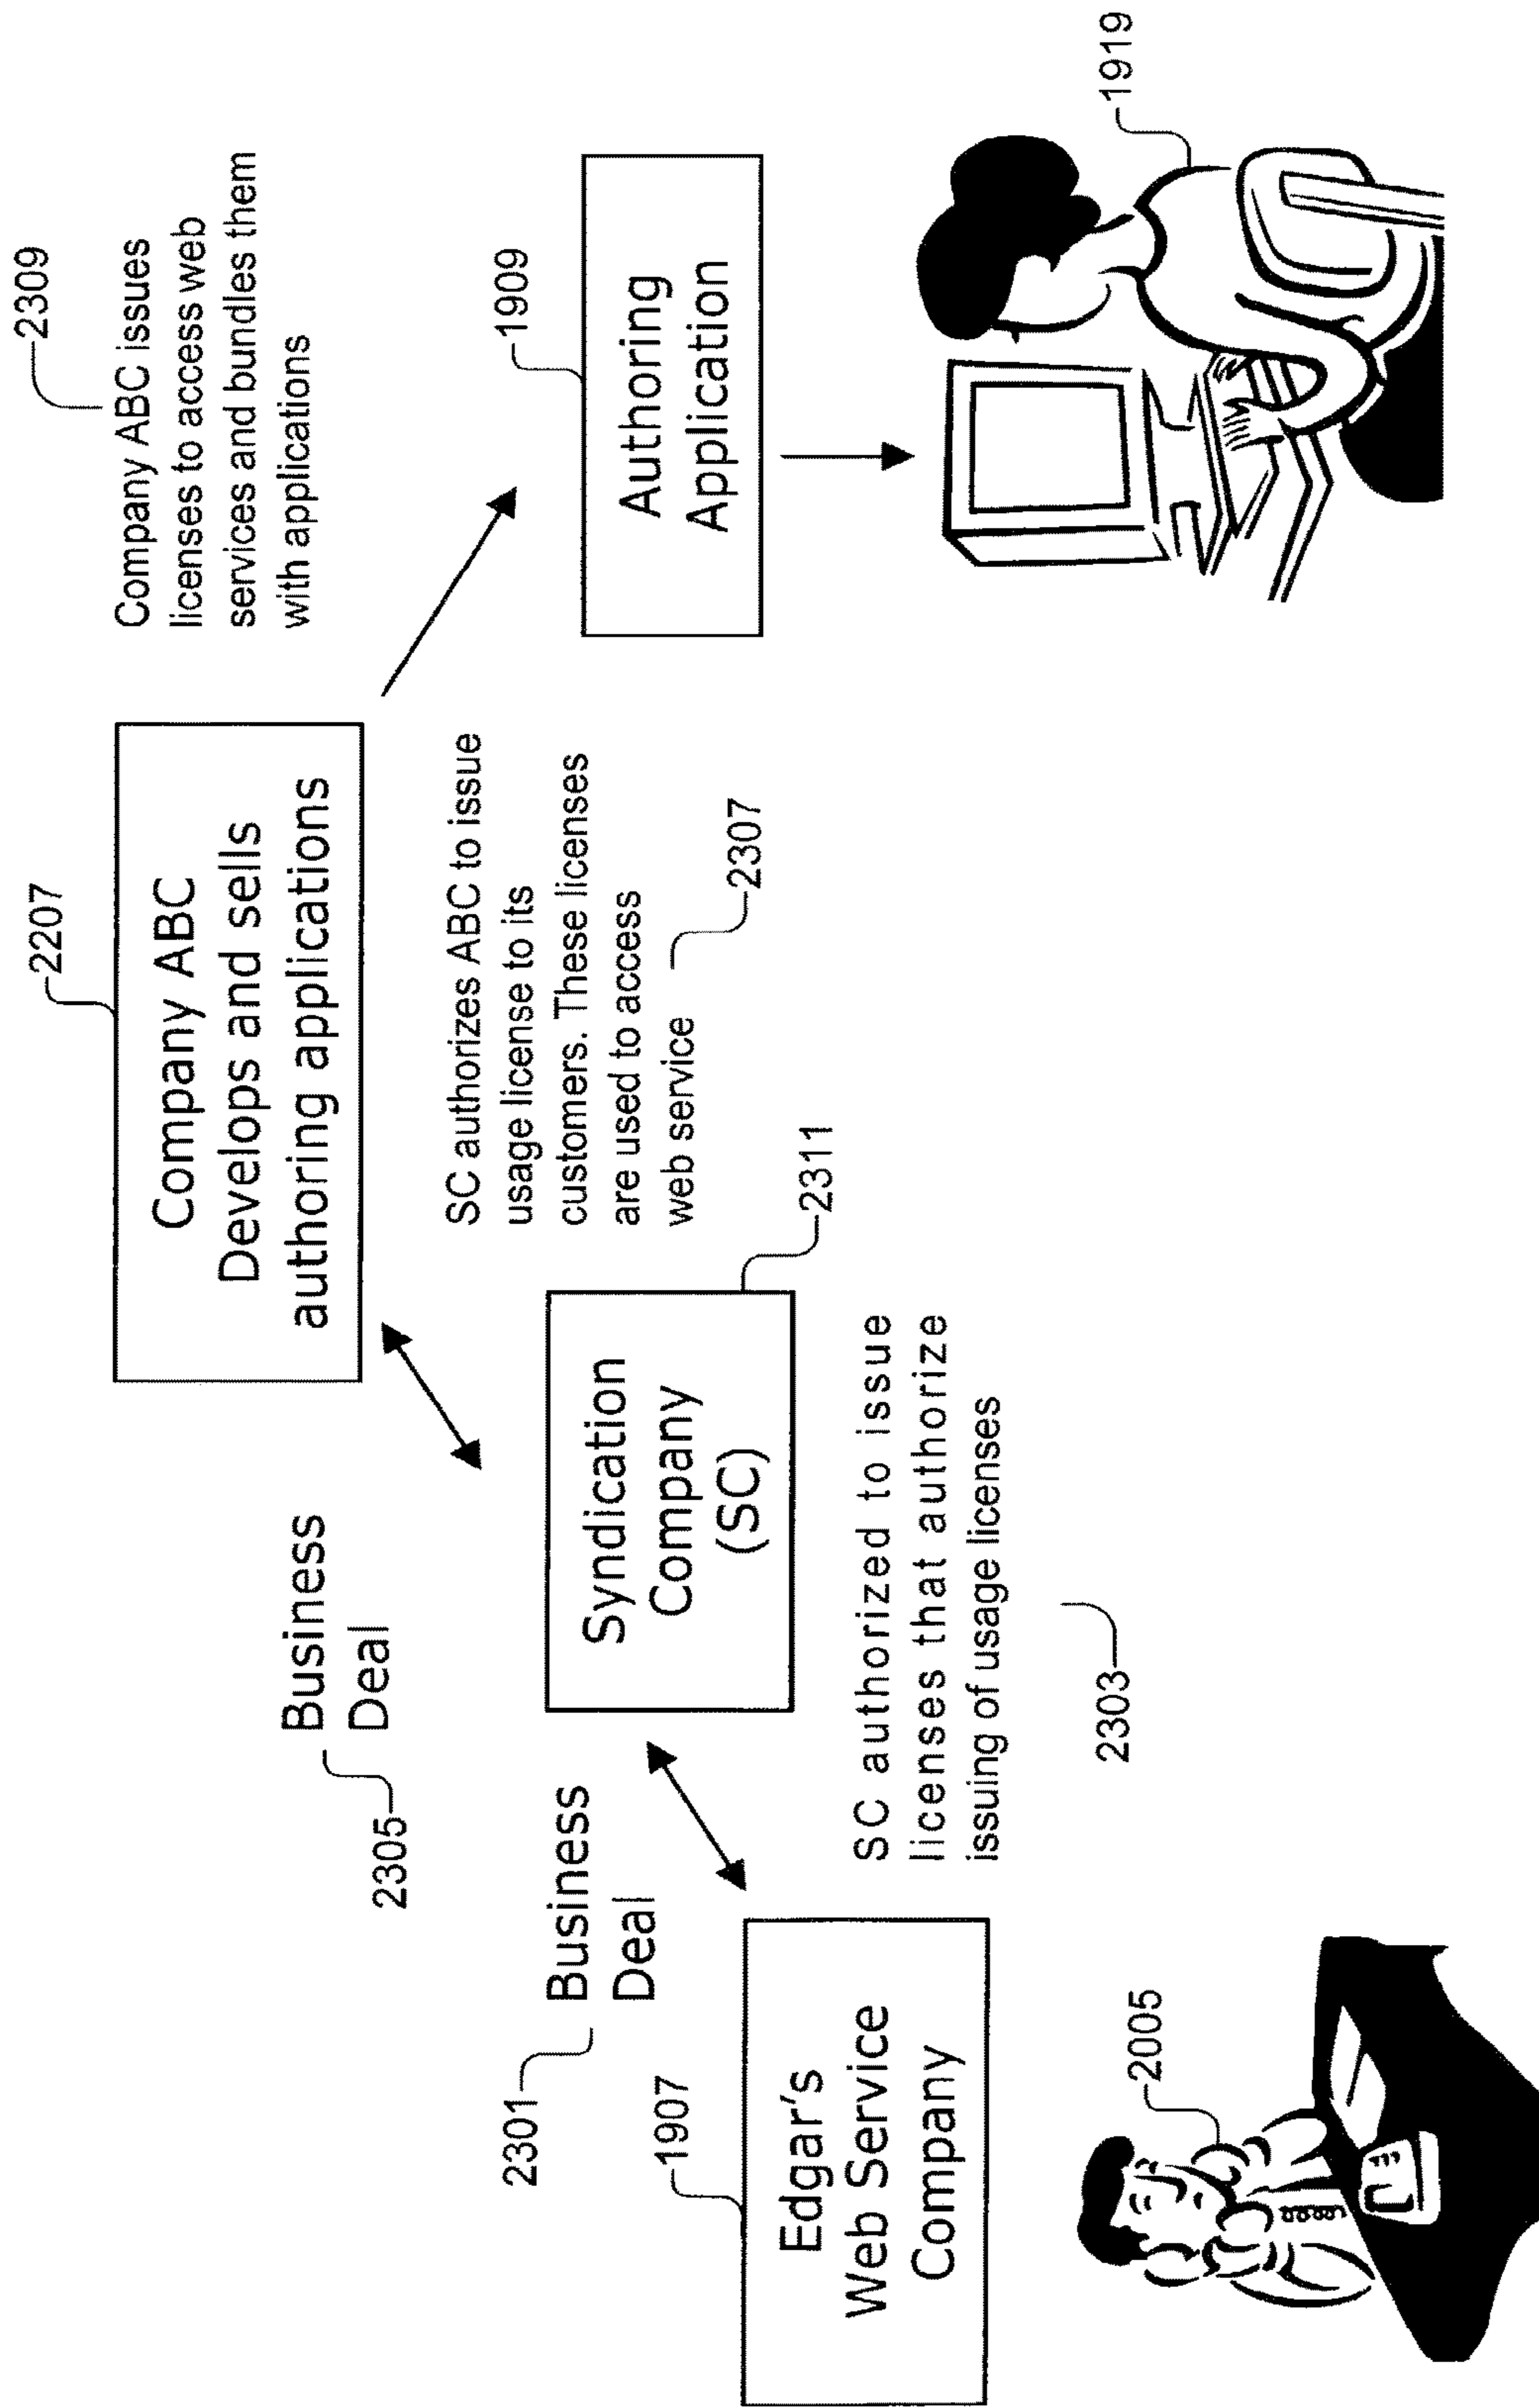 2309
Company ABC issues
licenses to access web
services and bundles them
with applications
2207
Company ABC
Develops and sells
authoring applications
1909
Authoring
Application
1919
2305
Business
Deal
SC authorizes ABC to issue
usage license to its
customers. These licenses
are used to access
web service
2307
2311
Syndication
Company
(SC)
2301
Business
Deal
SC authorized to issue
licenses that authorize
issuing of usage licenses
2303
1907
Edgar's
Web Service
Company
2005